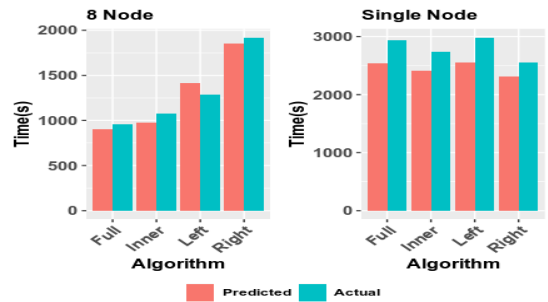 8 Node
Single Node
2000
1500
1000
500
0
Time(s)
Full
Inner
Left
Right
Algorithm
3000
2000
1000
0
Time(s)
Full
Inner
Left
Right
Algorithm
Predicted
Actual